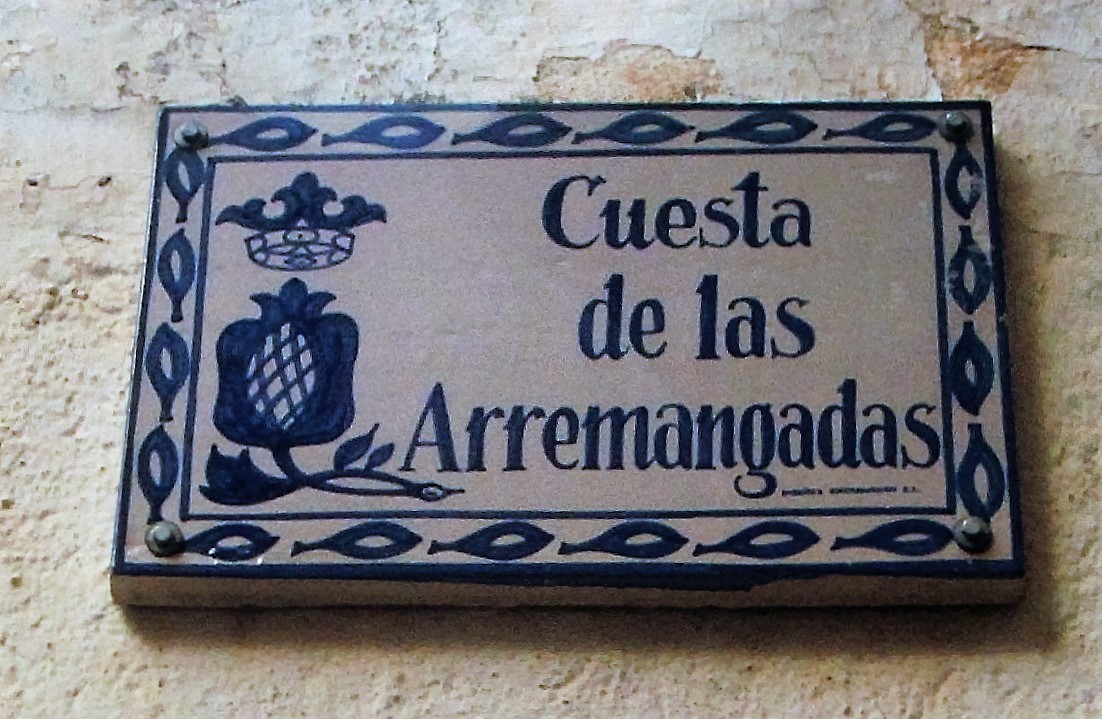 Cuesta
de las
Arremangadas